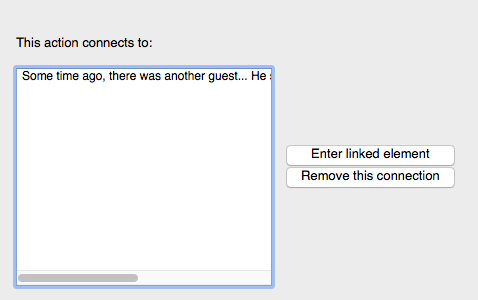 This action connects to:
Some time ago, there was another guest... He
Enter linked element
Remove this connection